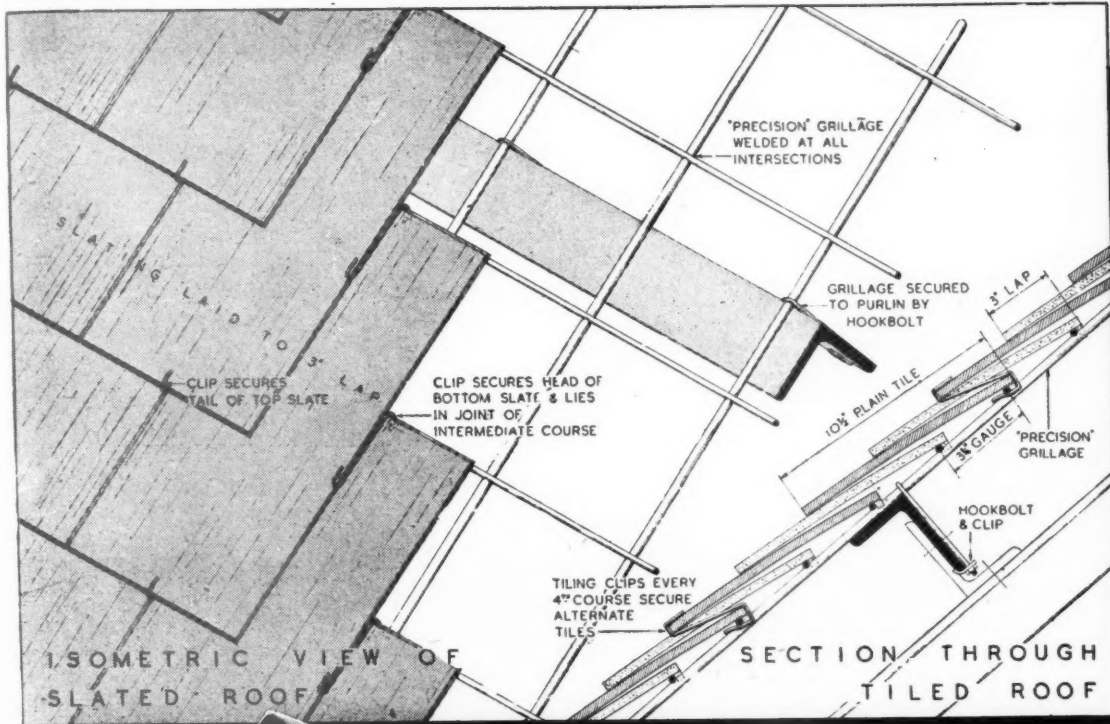 "PRECISION" GRILLAGE
WELDED AT ALL
INTERSECTIONS
SLATING LAID TO 3" LAP
GRILLAGE SECURED
TO PURLIN BY
HOOKBOLT
CLIP SECURES
TAIL OF TOP SLATE
CLIP SECURES HEAD OF
BOTTOM SLATE & LIES
IN JOINT OF
INTERMEDIATE COURSE
3" LAP
10½" PLAIN TILE
GAUGE
"PRECISION"
GRILLAGE
HOOKBOLT
& CLIP
TILING CLIPS EVERY
4TH COURSE SECURE
ALTERNATE
TILES
ISOMETRIC VIEW OF
SLATED ROOF
SECTION THROUGH
TILED ROOF